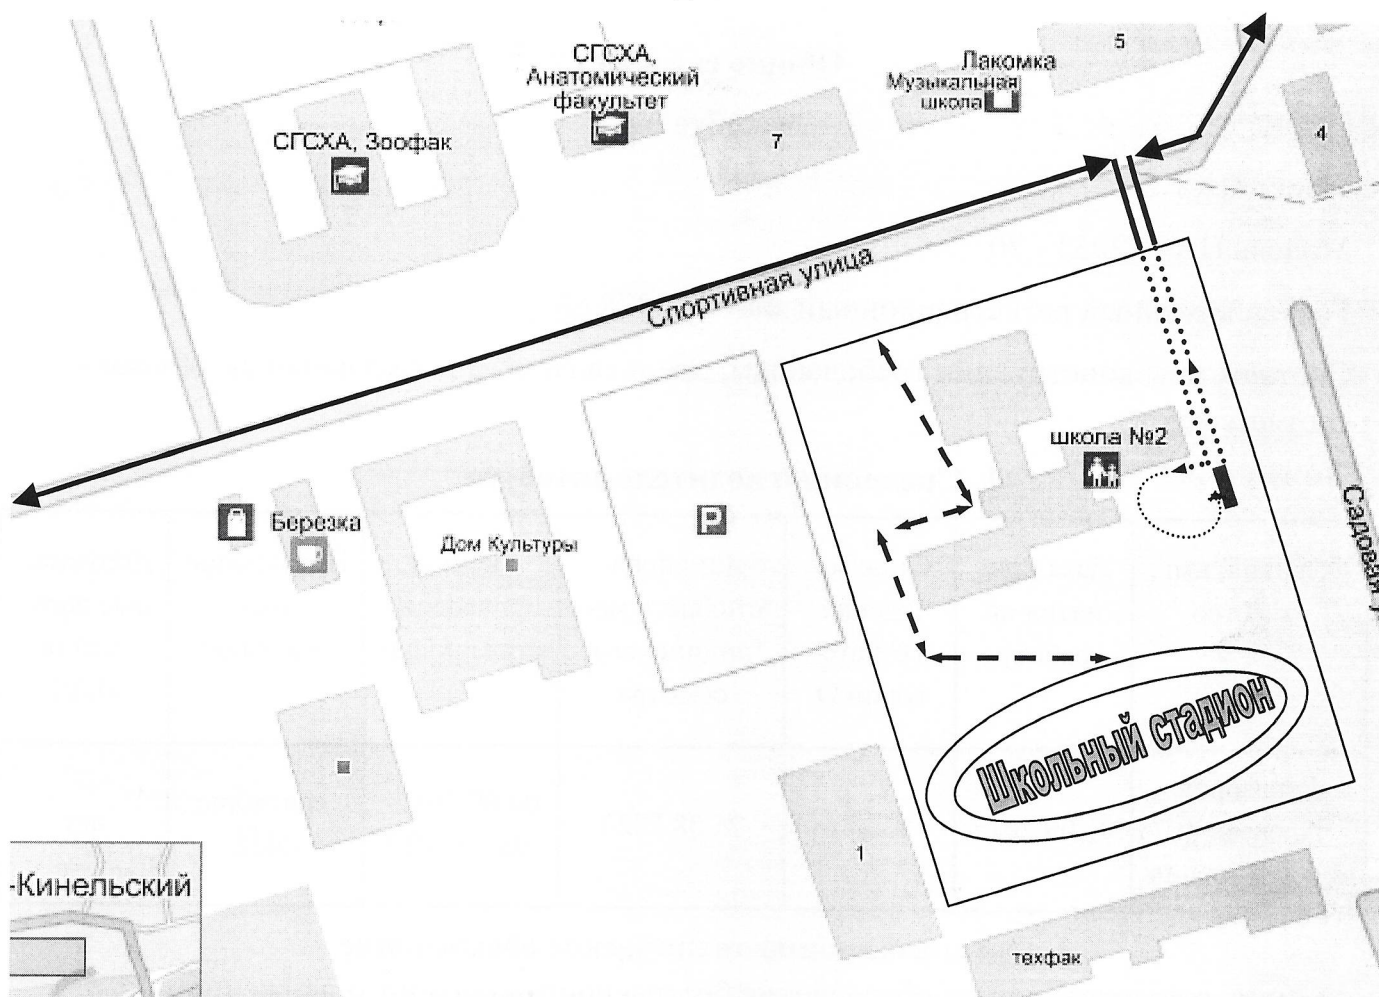 СГСХА,
Анатомический
факультет
СГСХА, Зоофак
7
5
Лакомка
Музыкальная
школа
4
Спортивная улица
школа №2
Березка
Дом Культуры
P
Садовая у
Школьный стадион
1
-Кинельский
техфак